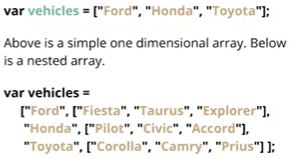 var vehicles = ["Ford", "Honda", "Toyota"];
Above is a simple one dimensional array. Below
is a nested array.
var vehicles =
["Ford", ["Fiesta", "Taurus", "Explorer"],
"Honda", ["Pilot", "Civic", "Accord"],
"Toyota", ["Corolla", "Camry", "Prius"] ];